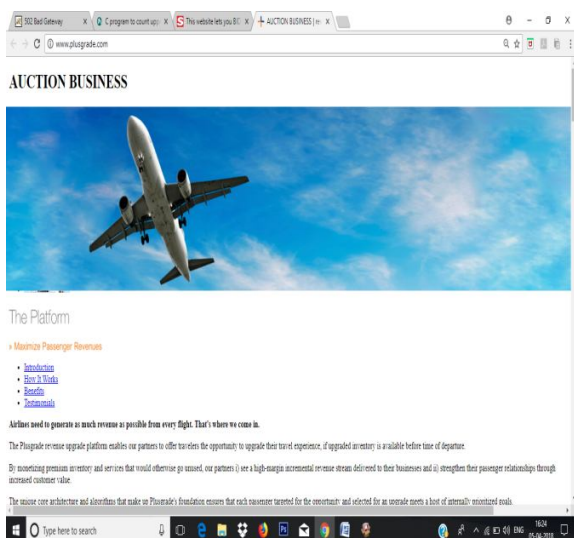 502 Bad Gateway
C program to count upp
This website lets you BID
AUCTION BUSINESS | m
www.plusgrade.com
AUCTION BUSINESS
The Platform
› Maximize Passenger Revenues
• Introduction
• How It Works
• Benefits
• Testimonials
Airlines need to generate as much revenue as possible from every flight. That's where we come in.
The Plusgrade revenue upgrade platform enables our partners to offer travelers the opportunity to upgrade their travel experience, if upgraded inventory is available before time of departure.
By monetizing premium inventory and services that would otherwise go unused, our partners i) see a high-margin incremental revenue stream delivered to their businesses and ii) strengthen their passenger relationships through
increased customer value.
The unique core architecture and algorithms that make up Plusgrade's foundation ensures that each passenger targeted for the opportunity and selected for an upgrade meets a host of internally prioritized goals.
Type here to search
ENG
1624
05-04-2018